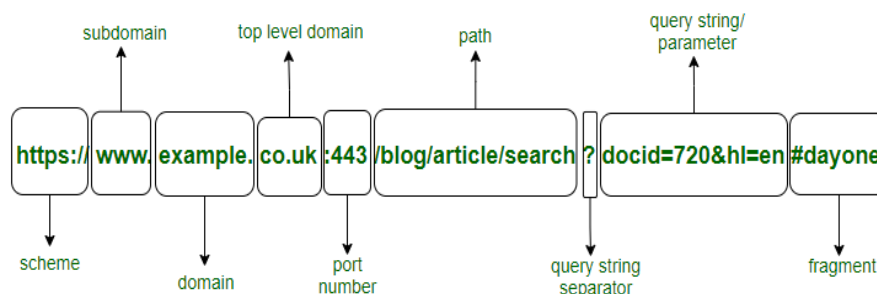 subdomain
top level domain
path
query string/
parameter
https:// www. example. co.uk :443 /blog/article/search ? docid=720&hl=en #dayone
scheme
domain
port
number
query string
separator
fragment